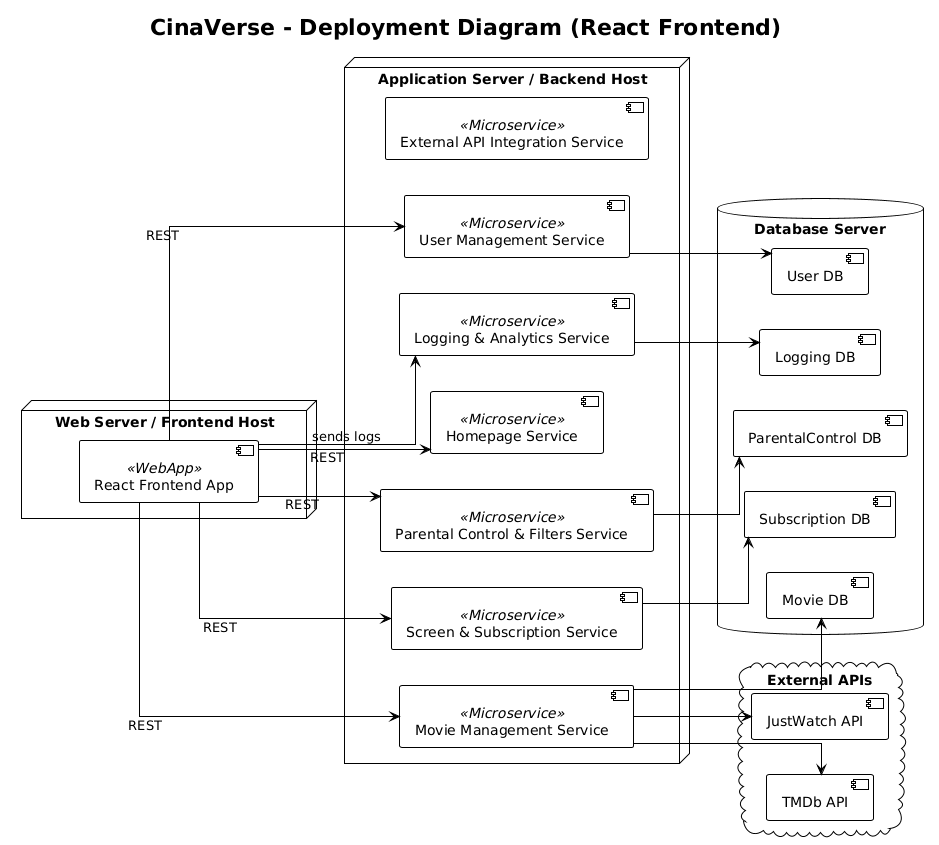 CinaVerse - Deployment Diagram (React Frontend)
Application Server / Backend Host
«Microservice»
External API Integration Service
«Microservice»
User Management Service
REST
Database Server
User DB
«Microservice»
Logging & Analytics Service
Logging DB
Web Server / Frontend Host
«WebApp»
React Frontend App
sends logs
REST
«Microservice»
Homepage Service
ParentalControl DB
REST
«Microservice»
Parental Control & Filters Service
Subscription DB
REST
«Microservice»
Screen & Subscription Service
Movie DB
REST
«Microservice»
Movie Management Service
External APIs
JustWatch API
TMDb API